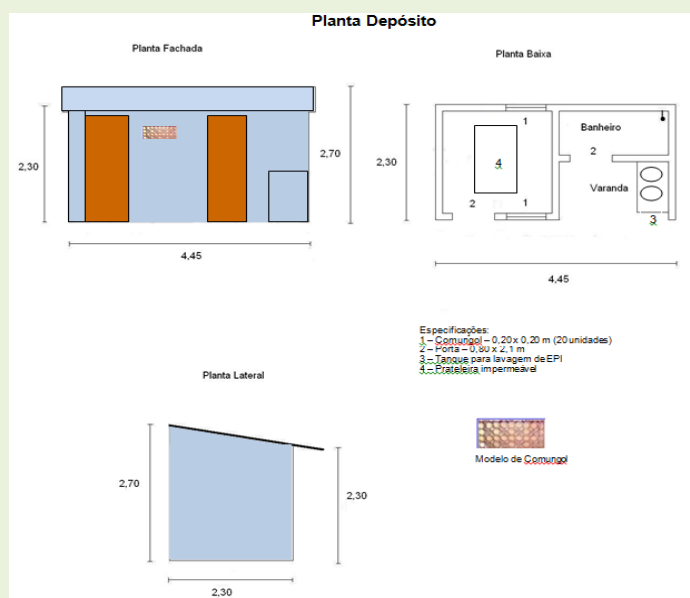 Planta Depósito
Planta Fachada
2,30
2,70
4,45
Planta Baixa
2,30
1
1
Banheiro
2
4
Varanda
2
1
3
4,45
Especificações:
1 – Comungol – 0,20 x 0,20 m (20 unidades)
2 – Porta – 0,80 x 2,1 m
3 – Tanque para lavagem de EPI
4 – Prateleira impermeável
Modelo de Comungol
Planta Lateral
2,70
2,30
2,30